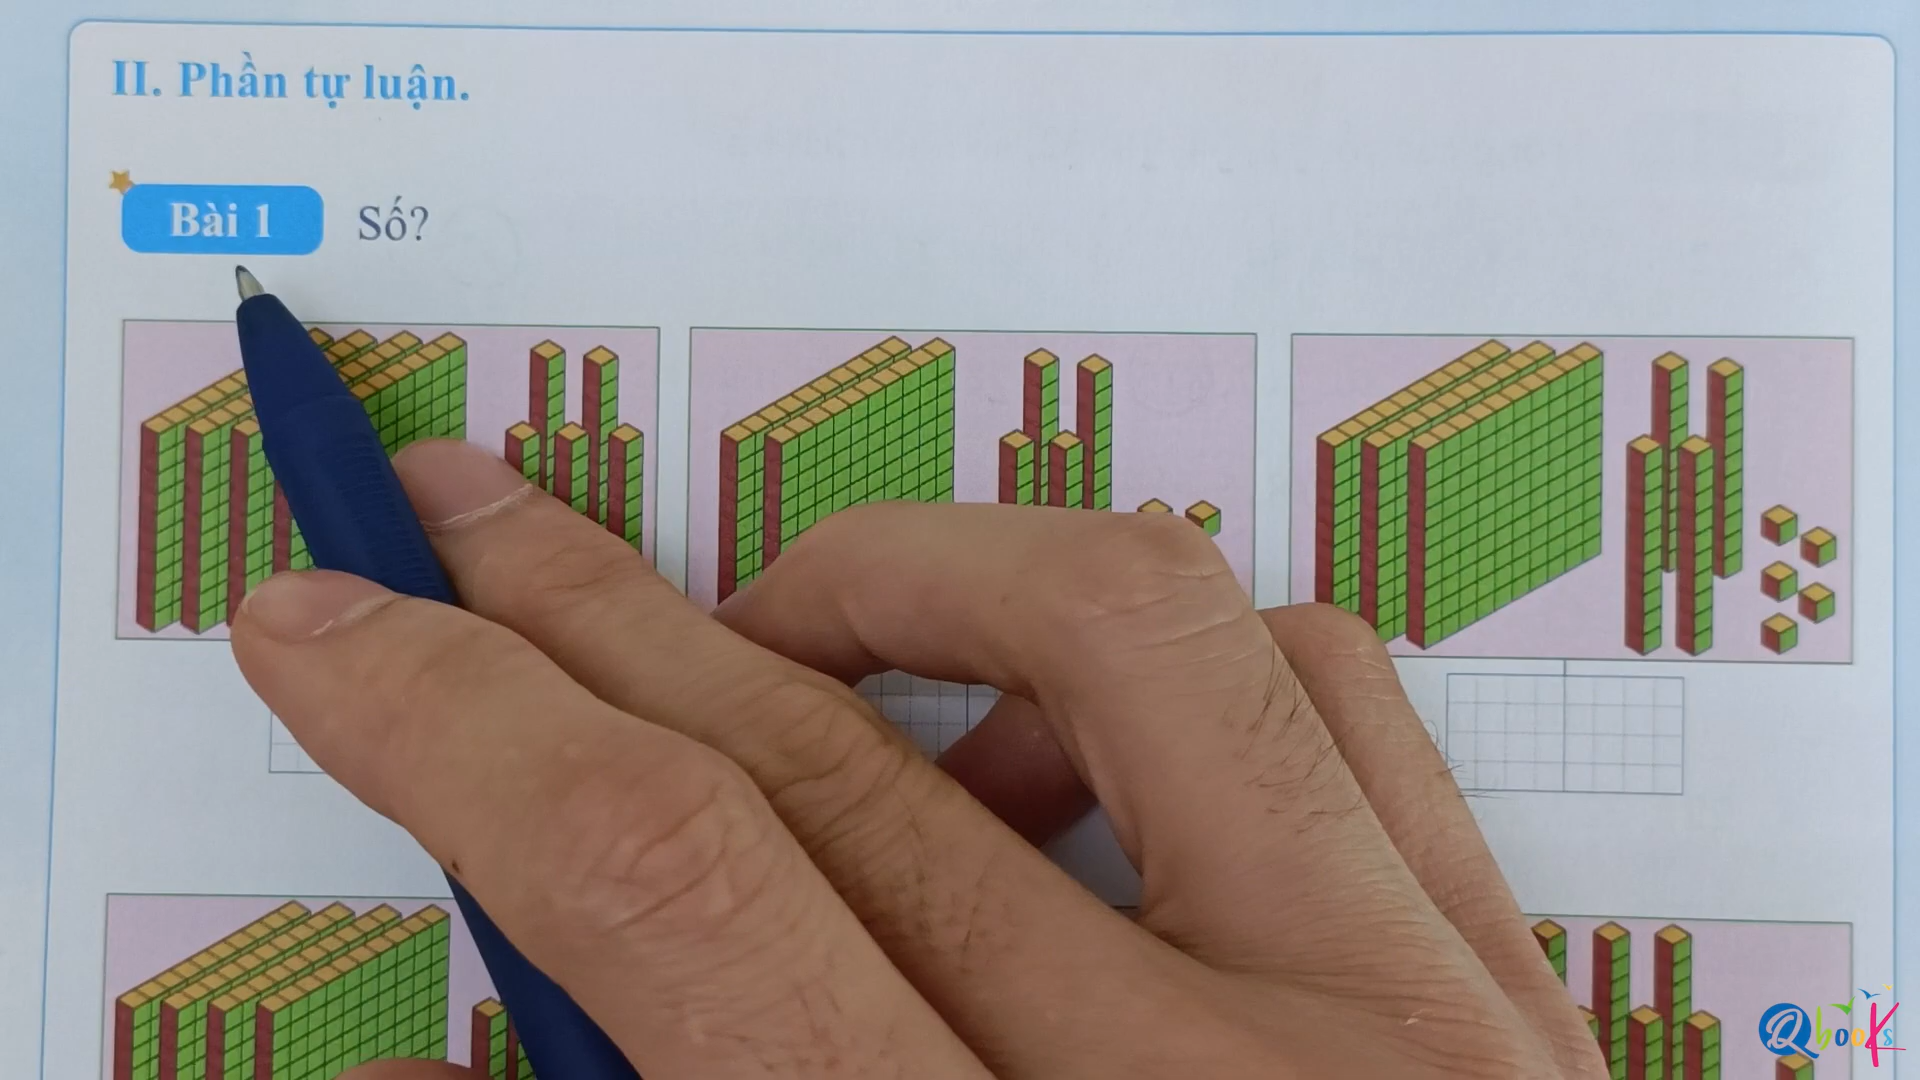 II. Phần tự luận.
Bài 1 Số?
Qbooks